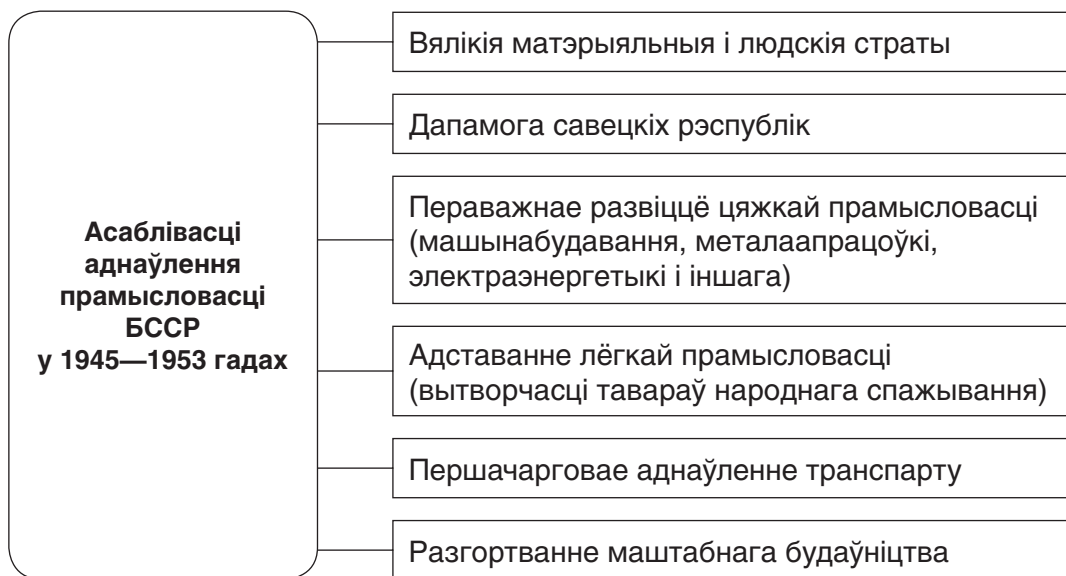 Асаблівасці
аднаўлення
прамысловасці
БССР
у 1945—1953 гадах
Вялікія матэрыяльныя і людскія страты
Дапамога савецкіх рэспублік
Пераважнае развіццё цяжкай прамысловасці
(машынабудавання, металаапрацоўкі,
электраэнергетыкі і іншага)
Адставанне лёгкай прамысловасці
(вытворчасці тавараў народнага спажывання)
Першачарговае аднаўленне транспарту
Разгортванне маштабнага будаўніцтва